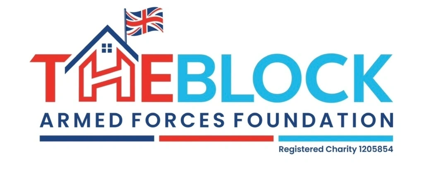 THEBLOCK
ARMED FORCES FOUNDATION
Registered Charity 1205854